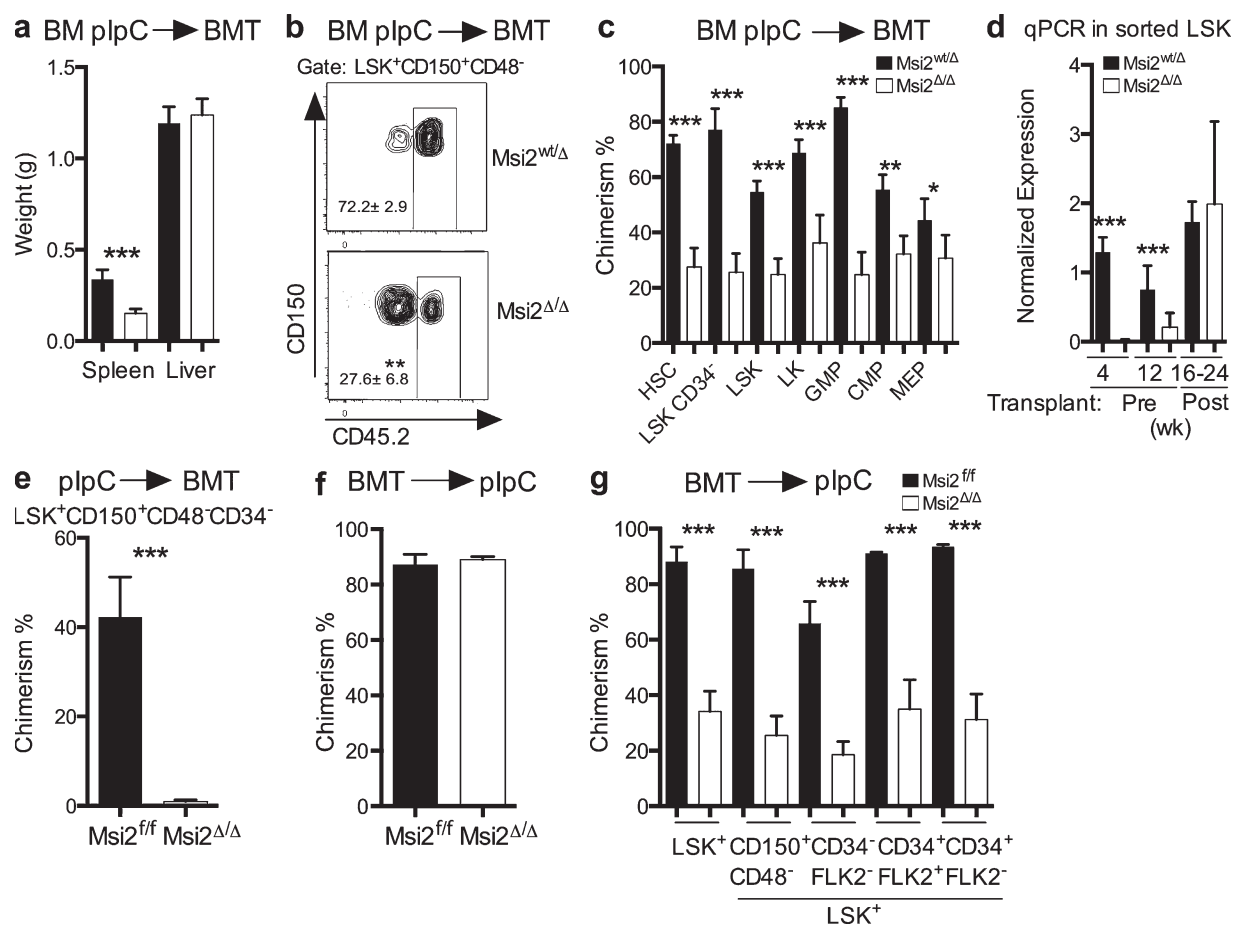 a BM pIpC → BMT
Weight (g)
1.5
1.0
0.5
0.0
***
Spleen Liver
b BM pIpC → BMT
Gate: LSK⁺CD150⁺CD48⁻
Msi2ʷᵗ/Δ
72.2± 2.9
0
Msi2Δ/Δ
**
27.6± 6.8
0
CD150
CD45.2
c BM pIpC → BMT
Msi2ʷᵗ/Δ
Msi2Δ/Δ
Chimerism %
100
80
60
40
20
0
*** *** *** *** *** ** *
HSC
LSK CD34⁻
LSK
LK
GMP
CMP
MEP
d qPCR in sorted LSK
Msi2ʷᵗ/Δ
Msi2Δ/Δ
Normalized Expression
4
3
2
1
0
*** ***
4 12 16-24
Transplant: Pre Post
(wk)
e pIpC → BMT
LSK⁺CD150⁺CD48⁻CD34⁻
Chimerism %
60
40
20
0
***
Msi2ᶠ/ᶠ Msi2Δ/Δ
f BMT → pIpC
Chimerism %
100
80
60
40
20
0
Msi2ᶠ/ᶠ Msi2Δ/Δ
g BMT → pIpC
Msi2ᶠ/ᶠ
Msi2Δ/Δ
Chimerism %
100
80
60
40
20
0
*** *** *** *** ***
LSK⁺ CD150⁺ CD34⁻ CD34⁺ CD34⁺
CD48⁻ FLK2⁻ FLK2⁺ FLK2⁻
LSK⁺